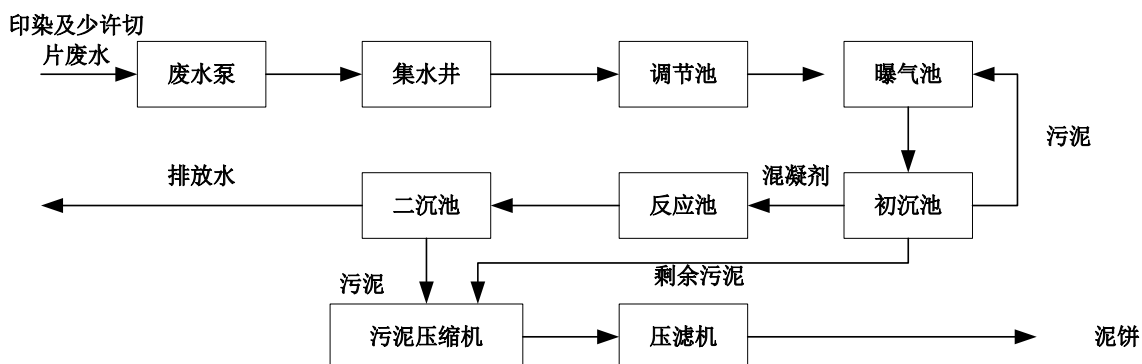 印染及少许切
片废水
废水泵
集水井
调节池
曝气池
污泥
排放水
二沉池
混凝剂
反应池
初沉池
污泥
剩余污泥
污泥压缩机
压滤机
泥饼